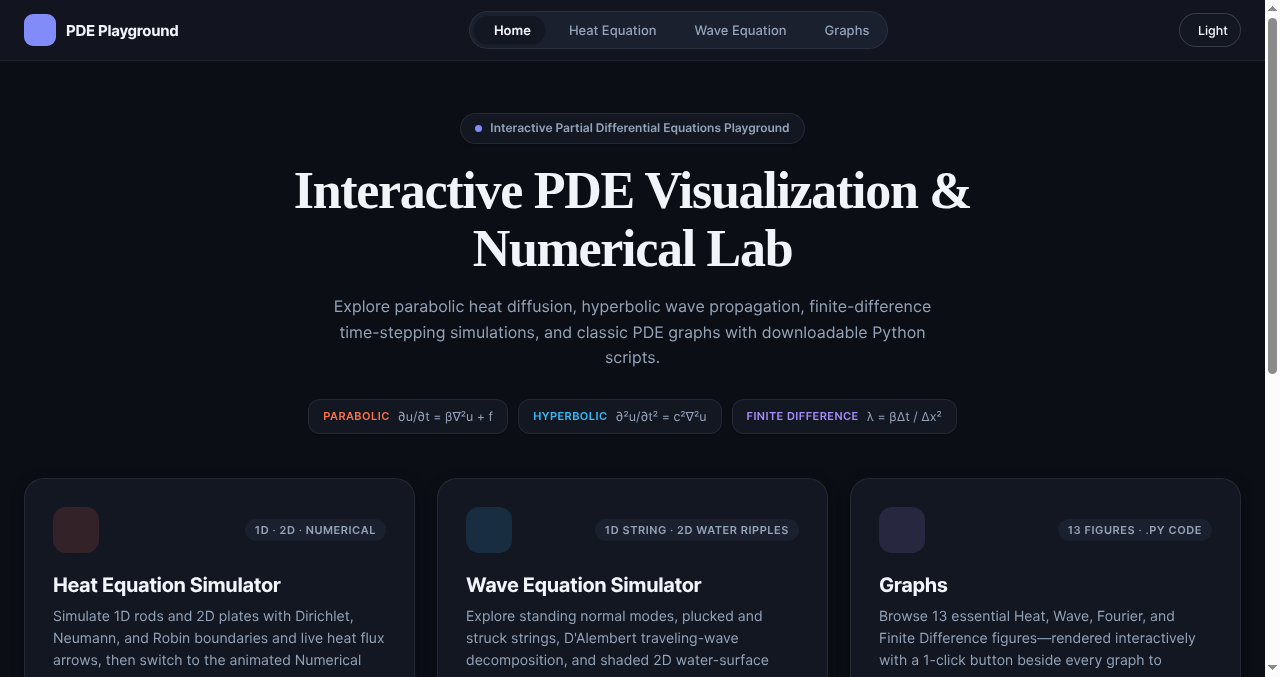 PDE Playground
Home
Heat Equation
Wave Equation
Graphs
Light
Interactive Partial Differential Equations Playground
Interactive PDE Visualization &
Numerical Lab
Explore parabolic heat diffusion, hyperbolic wave propagation, finite-difference
time-stepping simulations, and classic PDE graphs with downloadable Python
scripts.
PARABOLIC ∂u/∂t = β∇²u + f
HYPERBOLIC ∂²u/∂t² = c²∇²u
FINITE DIFFERENCE λ = βΔt / Δx²
1D · 2D · NUMERICAL
Heat Equation Simulator
Simulate 1D rods and 2D plates with Dirichlet,
Neumann, and Robin boundaries and live heat flux
arrows, then switch to the animated Numerical
1D STRING · 2D WATER RIPPLES
Wave Equation Simulator
Explore standing normal modes, plucked and
struck strings, D'Alembert traveling-wave
decomposition, and shaded 2D water-surface
13 FIGURES · .PY CODE
Graphs
Browse 13 essential Heat, Wave, Fourier, and
Finite Difference figures—rendered interactively
with a 1-click button beside every graph to